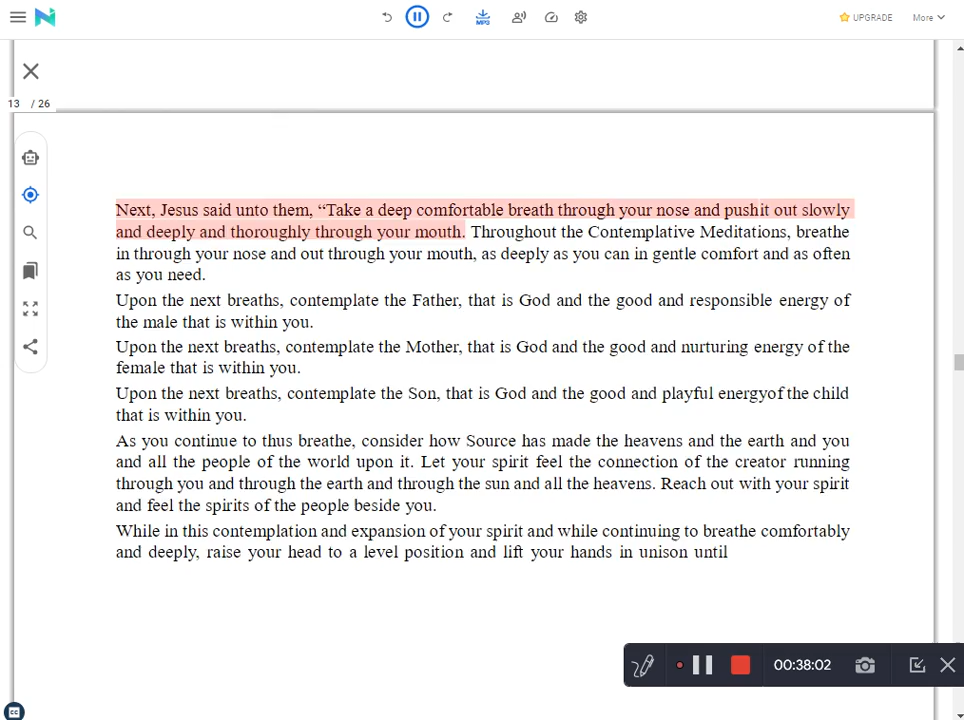 MP3
UPGRADE
More
13 / 26
Next, Jesus said unto them, “Take a deep comfortable breath through your nose and pushit out slowly
and deeply and thoroughly through your mouth. Throughout the Contemplative Meditations, breathe
in through your nose and out through your mouth, as deeply as you can in gentle comfort and as often
as you need.
Upon the next breaths, contemplate the Father, that is God and the good and responsible energy of
the male that is within you.
Upon the next breaths, contemplate the Mother, that is God and the good and nurturing energy of the
female that is within you.
Upon the next breaths, contemplate the Son, that is God and the good and playful energyof the child
that is within you.
As you continue to thus breathe, consider how Source has made the heavens and the earth and you
and all the people of the world upon it. Let your spirit feel the connection of the creator running
through you and through the earth and through the sun and all the heavens. Reach out with your spirit
and feel the spirits of the people beside you.
While in this contemplation and expansion of your spirit and while continuing to breathe comfortably
and deeply, raise your head to a level position and lift your hands in unison until
00:38:02
CC